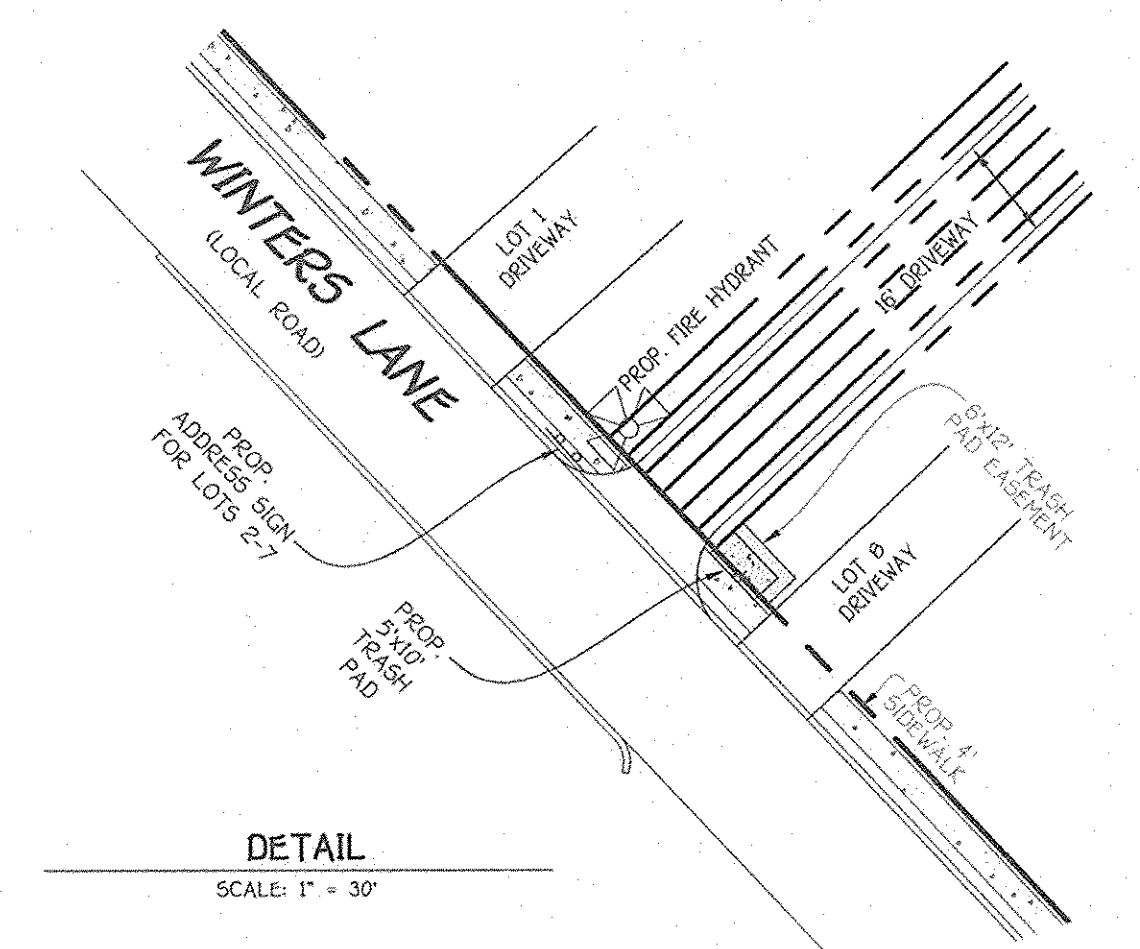 WINTERS LANE
(LOCAL ROAD)
LOT 1
DRIVEWAY
PROP. FIRE HYDRANT
16' DRIVEWAY
PROP.
ADDRESS SIGN
FOR LOTS 2-7
6'X12' TRASH
PAD EASEMENT
LOT 8
DRIVEWAY
PROP.
5'X10'
TRASH
PAD
PROP. 4'
SIDEWALK
DETAIL
SCALE: 1" = 30'